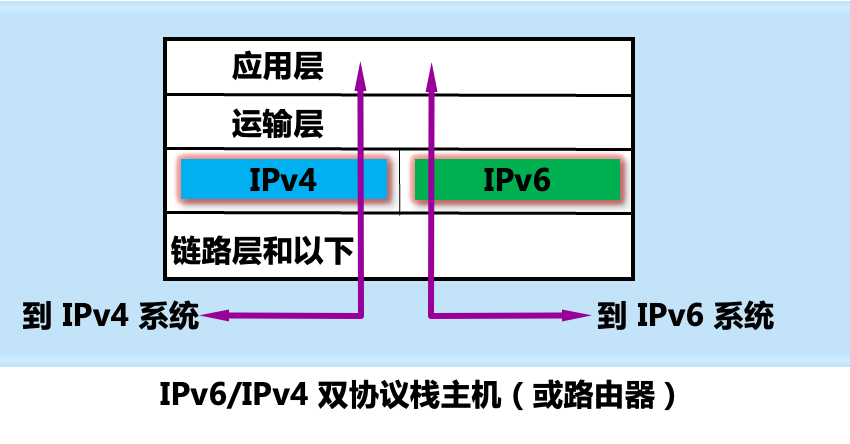 应用层
运输层
IPv4 IPv6
链路层和以下
到 IPv4 系统 到 IPv6 系统
IPv6/IPv4 双协议栈主机（或路由器）